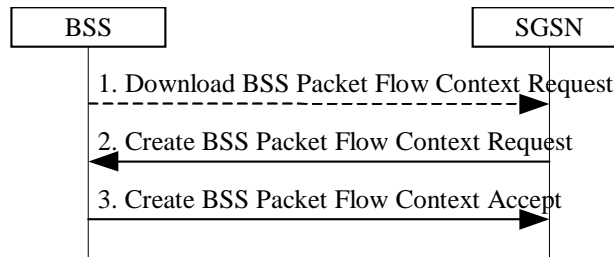 BSS
SGSN
1. Download BSS Packet Flow Context Request
2. Create BSS Packet Flow Context Request
3. Create BSS Packet Flow Context Accept